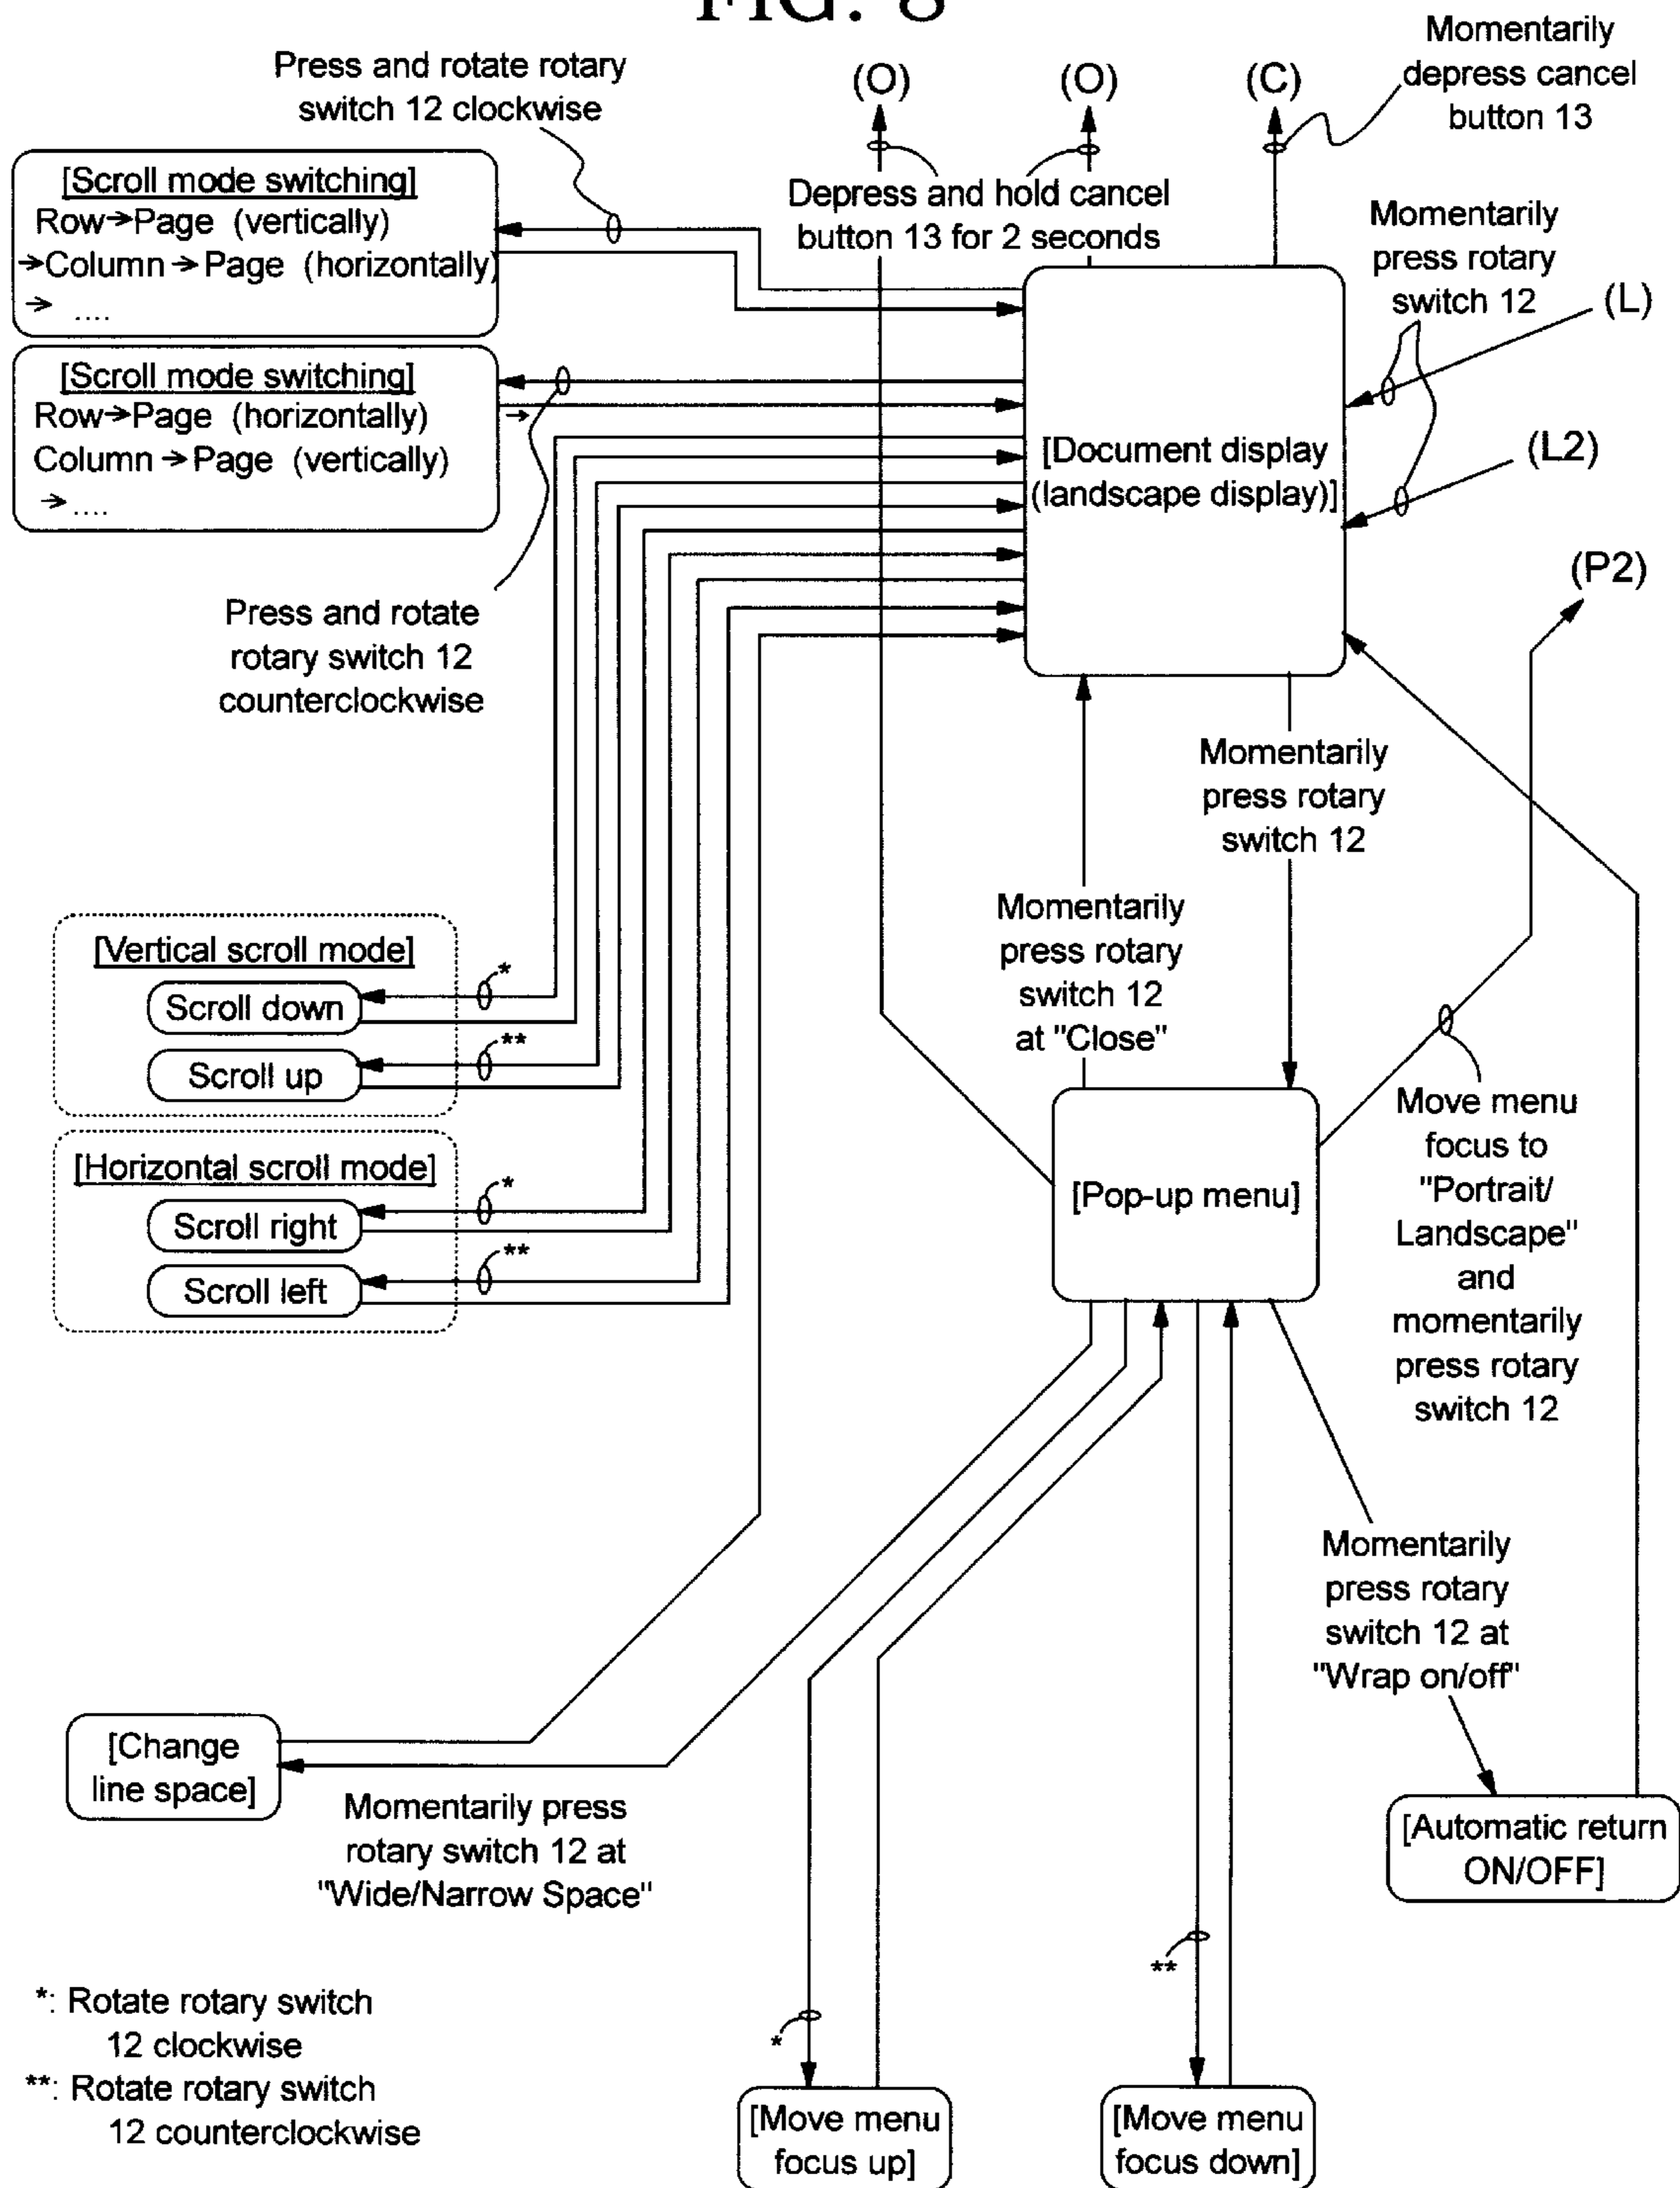 FIG. 8
Press and rotate rotary
switch 12 clockwise
(O)
(O)
(C)
Momentarily
depress cancel
button 13
[Scroll mode switching]
Row→Page (vertically)
→Column→Page (horizontally)
→ ....
Depress and hold cancel
button 13 for 2 seconds
Momentarily
press rotary
switch 12
(L)
[Scroll mode switching]
Row→Page (horizontally)
→
Column→Page (vertically)
→....
[Document display
(landscape display)]
(L2)
(P2)
Press and rotate
rotary switch 12
counterclockwise
Momentarily
press rotary
switch 12
Momentarily
press rotary
switch 12
at "Close"
[Vertical scroll mode]
Scroll down
*
Scroll up
**
[Horizontal scroll mode]
Scroll right
*
Scroll left
**
[Pop-up menu]
Move menu
focus to
"Portrait/
Landscape"
and
momentarily
press rotary
switch 12
Momentarily
press rotary
switch 12 at
"Wrap on/off"
[Change
line space]
Momentarily press
rotary switch 12 at
"Wide/Narrow Space"
[Automatic return
ON/OFF]
**
*
*: Rotate rotary switch
12 clockwise
**: Rotate rotary switch
12 counterclockwise
[Move menu
focus up]
[Move menu
focus down]